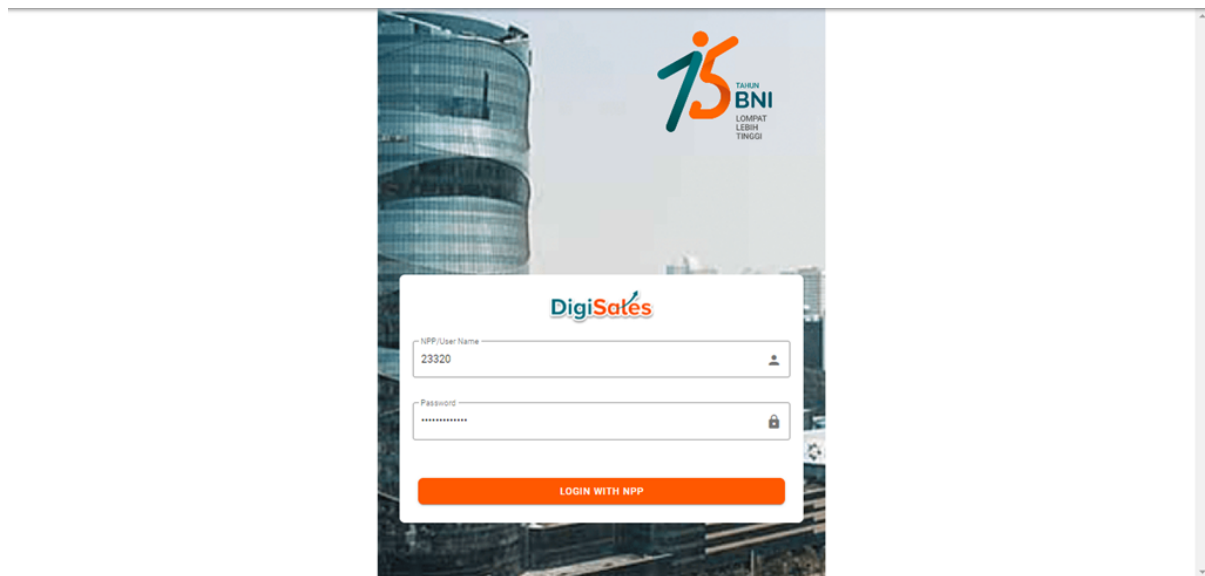 75
TAHUN
BNI
LOMPAT
LEBIH
TINGGI
DigiSales
NPP/User Name
23320
Password
•••••••••••••
LOGIN WITH NPP